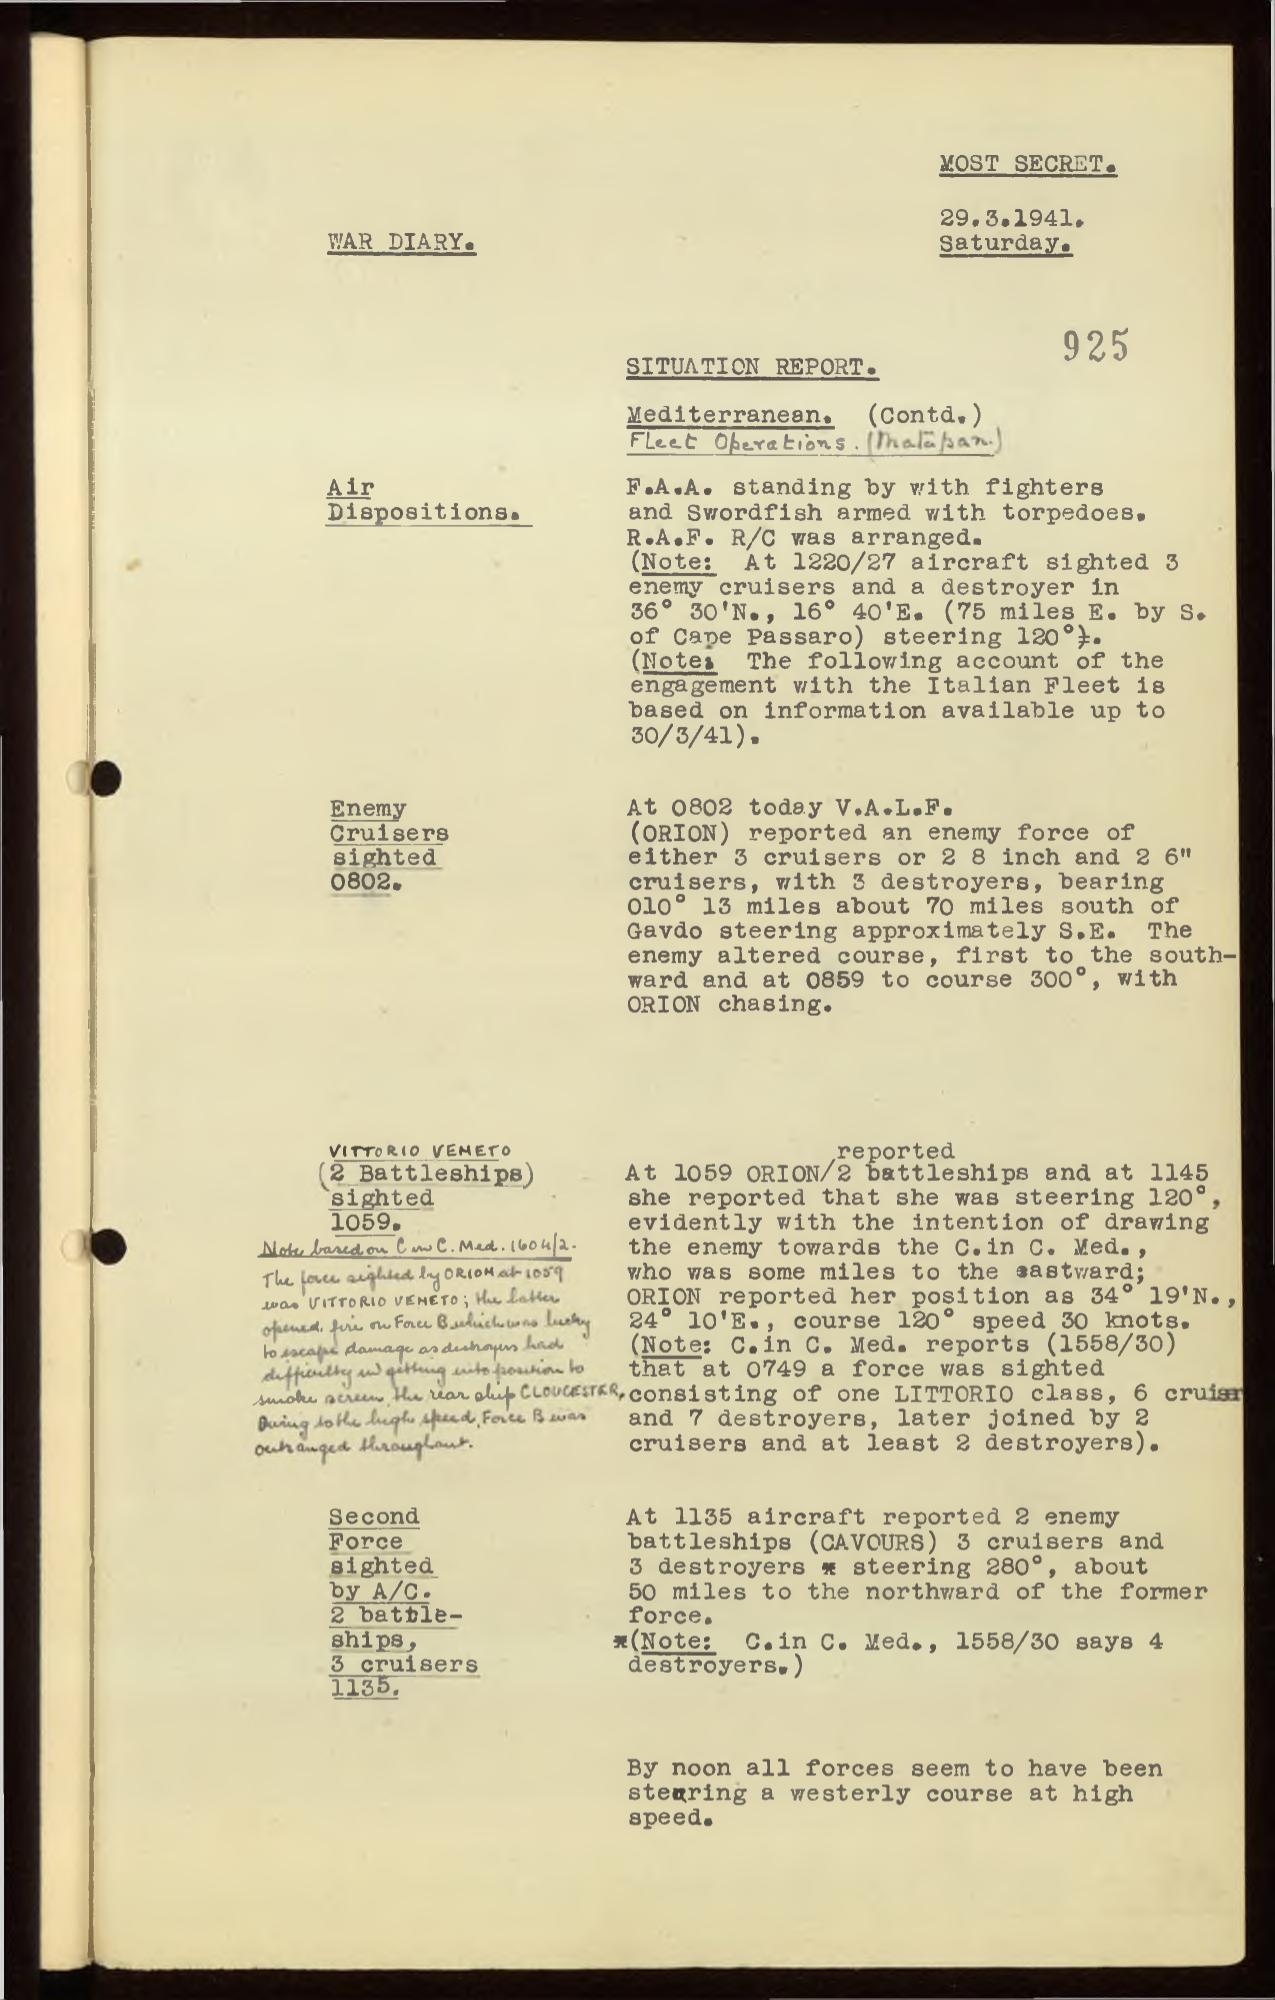 MOST SECRET.
29.3.1941.
Saturday.
WAR DIARY.
925
SITUATION REPORT.
Mediterranean. (Contd.)
Fleet Operations. (Matapan.)
Air
Dispositions.
F.A.A. standing by with fighters
and Swordfish armed with torpedoes.
R.A.F. R/C was arranged.
(Note: At 1220/27 aircraft sighted 3
enemy cruisers and a destroyer in
36° 30'N., 16° 40'E. (75 miles E. by S.
of Cape Passaro) steering 120°).
(Note: The following account of the
engagement with the Italian Fleet is
based on information available up to
30/3/41).
Enemy
Cruisers
sighted
0802.
At 0802 today V.A.L.F.
(ORION) reported an enemy force of
either 3 cruisers or 2 8 inch and 2 6"
cruisers, with 3 destroyers, bearing
010° 13 miles about 70 miles south of
Gavdo steering approximately S.E. The
enemy altered course, first to the south-
ward and at 0859 to course 300°, with
ORION chasing.
VITTORIO VENETO
(2 Battleships)
sighted
1059.
Note based on C in C. Med. 1604/2.
The force sighted by ORION at 1059
was VITTORIO VENETO; the latter
opened fire on Force B which was lucky
to escape damage as destroyers had
difficulty in getting into position to
smoke screen the rear ship GLOUCESTER.
Owing to the high speed, Force B was
outranged throughout.
reported
At 1059 ORION/2 battleships and at 1145
she reported that she was steering 120°,
evidently with the intention of drawing
the enemy towards the C.in C. Med.,
who was some miles to the eastward;
ORION reported her position as 34° 19'N.,
24° 10'E., course 120° speed 30 knots.
(Note: C.in C. Med. reports (1558/30)
that at 0749 a force was sighted
consisting of one LITTORIO class, 6 cruiser
and 7 destroyers, later joined by 2
cruisers and at least 2 destroyers).
Second
Force
sighted
by A/C.
2 battle-
ships,
3 cruisers
1135.
At 1135 aircraft reported 2 enemy
battleships (CAVOURS) 3 cruisers and
3 destroyers * steering 280°, about
50 miles to the northward of the former
force.
*(Note: C.in C. Med., 1558/30 says 4
destroyers.)
By noon all forces seem to have been
steering a westerly course at high
speed.